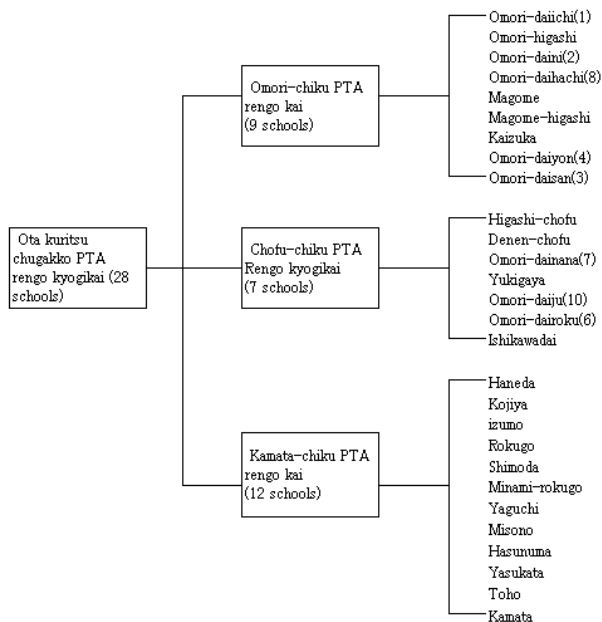 Ota kuritsu
chugakko PTA
rengo kyogikai (28
schools)
Omori-chiku PTA
rengo kai
(9 schools)
Omori-daiichi(1)
Omori-higashi
Omori-daini(2)
Omori-daihachi(8)
Magome
Magome-higashi
Kaizuka
Omori-daiyon(4)
Omori-daisan(3)
Chofu-chiku PTA
Rengo kyogikai
(7 schools)
Higashi-chofu
Denen-chofu
Omori-dainana(7)
Yukigaya
Omori-daiju(10)
Omori-dairoku(6)
Ishikawadai
Kamata-chiku PTA
rengo kai
(12 schools)
Haneda
Kojiya
izumo
Rokugo
Shimoda
Minami-rokugo
Yaguchi
Misono
Hasunuma
Yasukata
Toho
Kamata